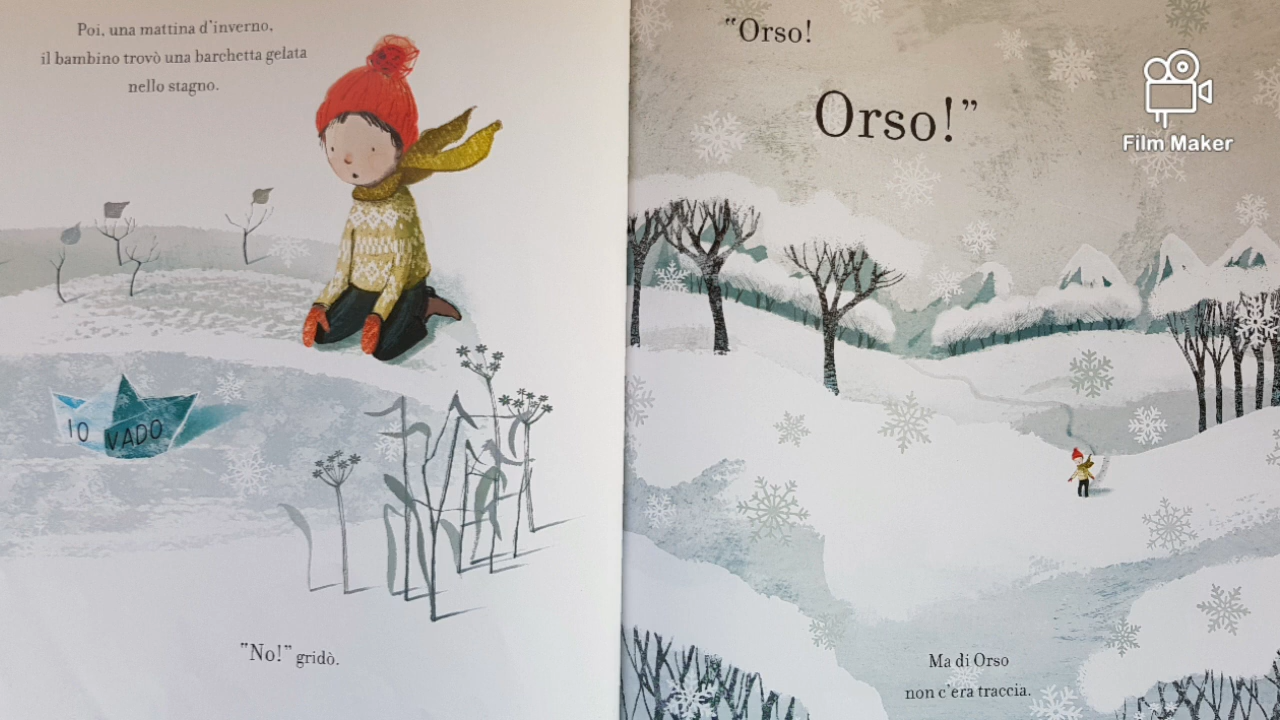 Poi, una mattina d'inverno,
il bambino trovò una barchetta gelata
nello stagno.
IO VADO
"No!" gridò.
"Orso!
Orso!"
Film Maker
Ma di Orso
non c'era traccia.